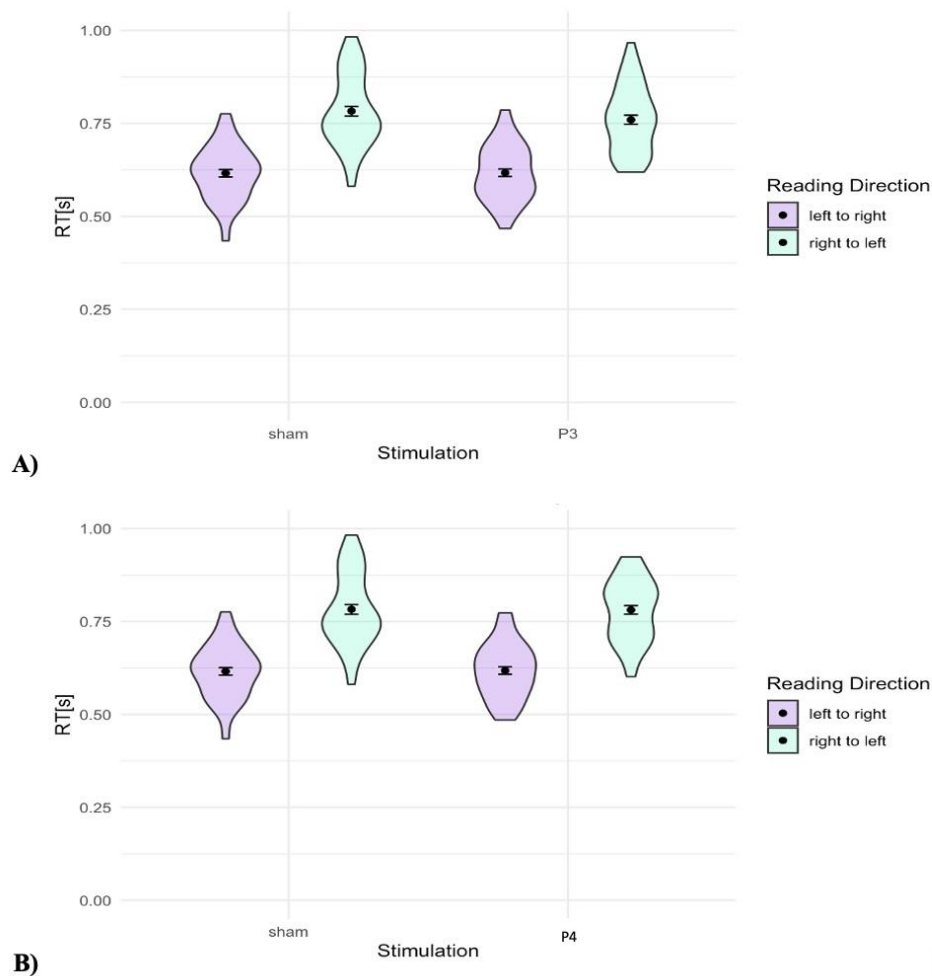 1.00
0.75
0.50
0.25
0.00
RT[s]
sham
P3
Stimulation
Reading Direction
left to right
right to left
A)
1.00
0.75
0.50
0.25
0.00
RT[s]
sham
P4
Stimulation
Reading Direction
left to right
right to left
B)